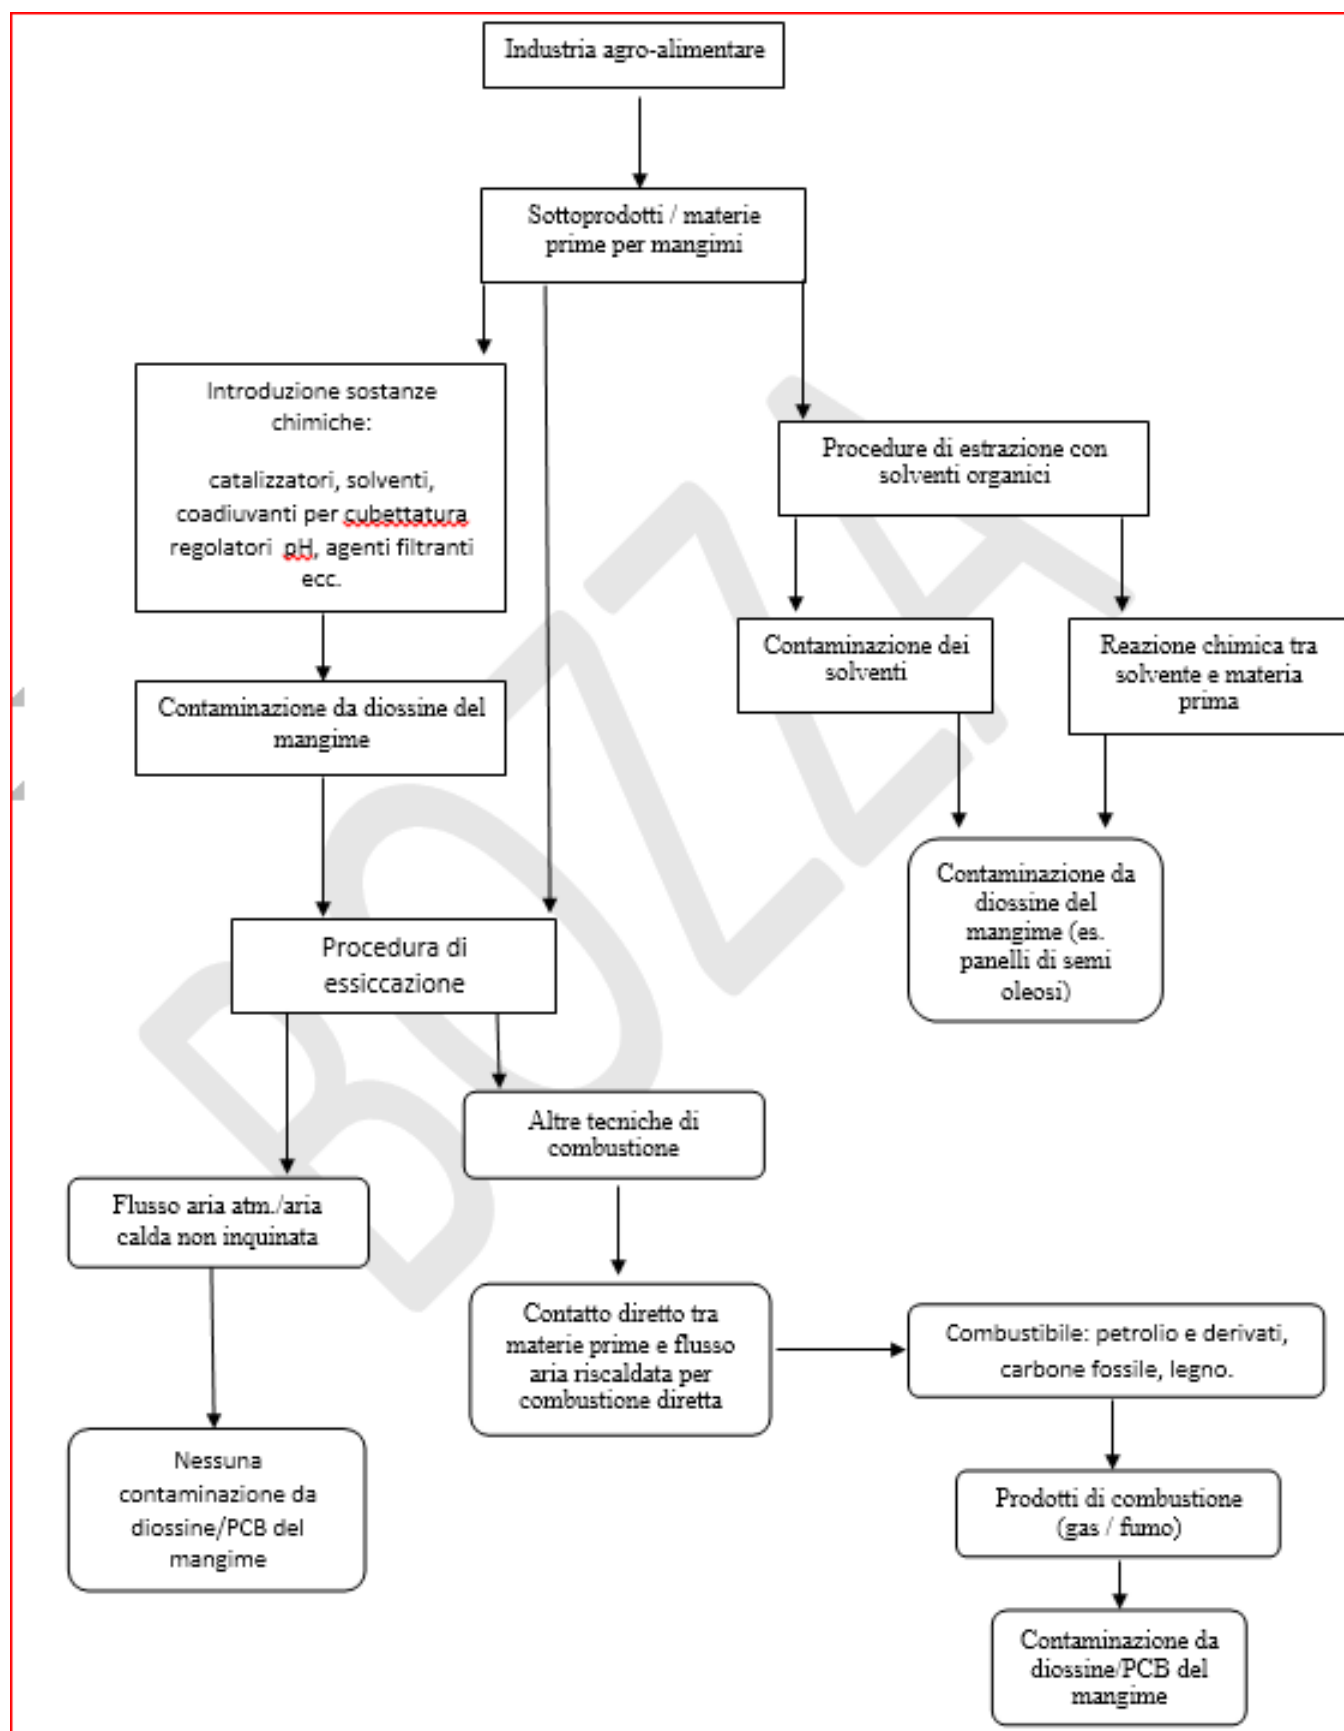 Industria agro-alimentare
Sottoprodotti / materie
prime per mangimi
Introduzione sostanze
chimiche:
catalizzatori, solventi,
coadiuvanti per cubettatura
regolatori pH, agenti filtranti
ecc.
Procedure di estrazione con
solventi organici
Contaminazione dei
solventi
Reazione chimica tra
solvente e materia
prima
Contaminazione da diossine del
mangime
Contaminazione da
diossine del
mangime (es.
panelli di semi
oleosi)
Procedura di
essiccazione
Altre tecniche di
combustione
Flusso aria atm./aria
calda non inquinata
Contatto diretto tra
materie prime e flusso
aria riscaldata per
combustione diretta
Combustibile: petrolio e derivati,
carbone fossile, legno.
Nessuna
contaminazione da
diossine/PCB del
mangime
Prodotti di combustione
(gas / fumo)
Contaminazione da
diossine/PCB del
mangime
BOZZA